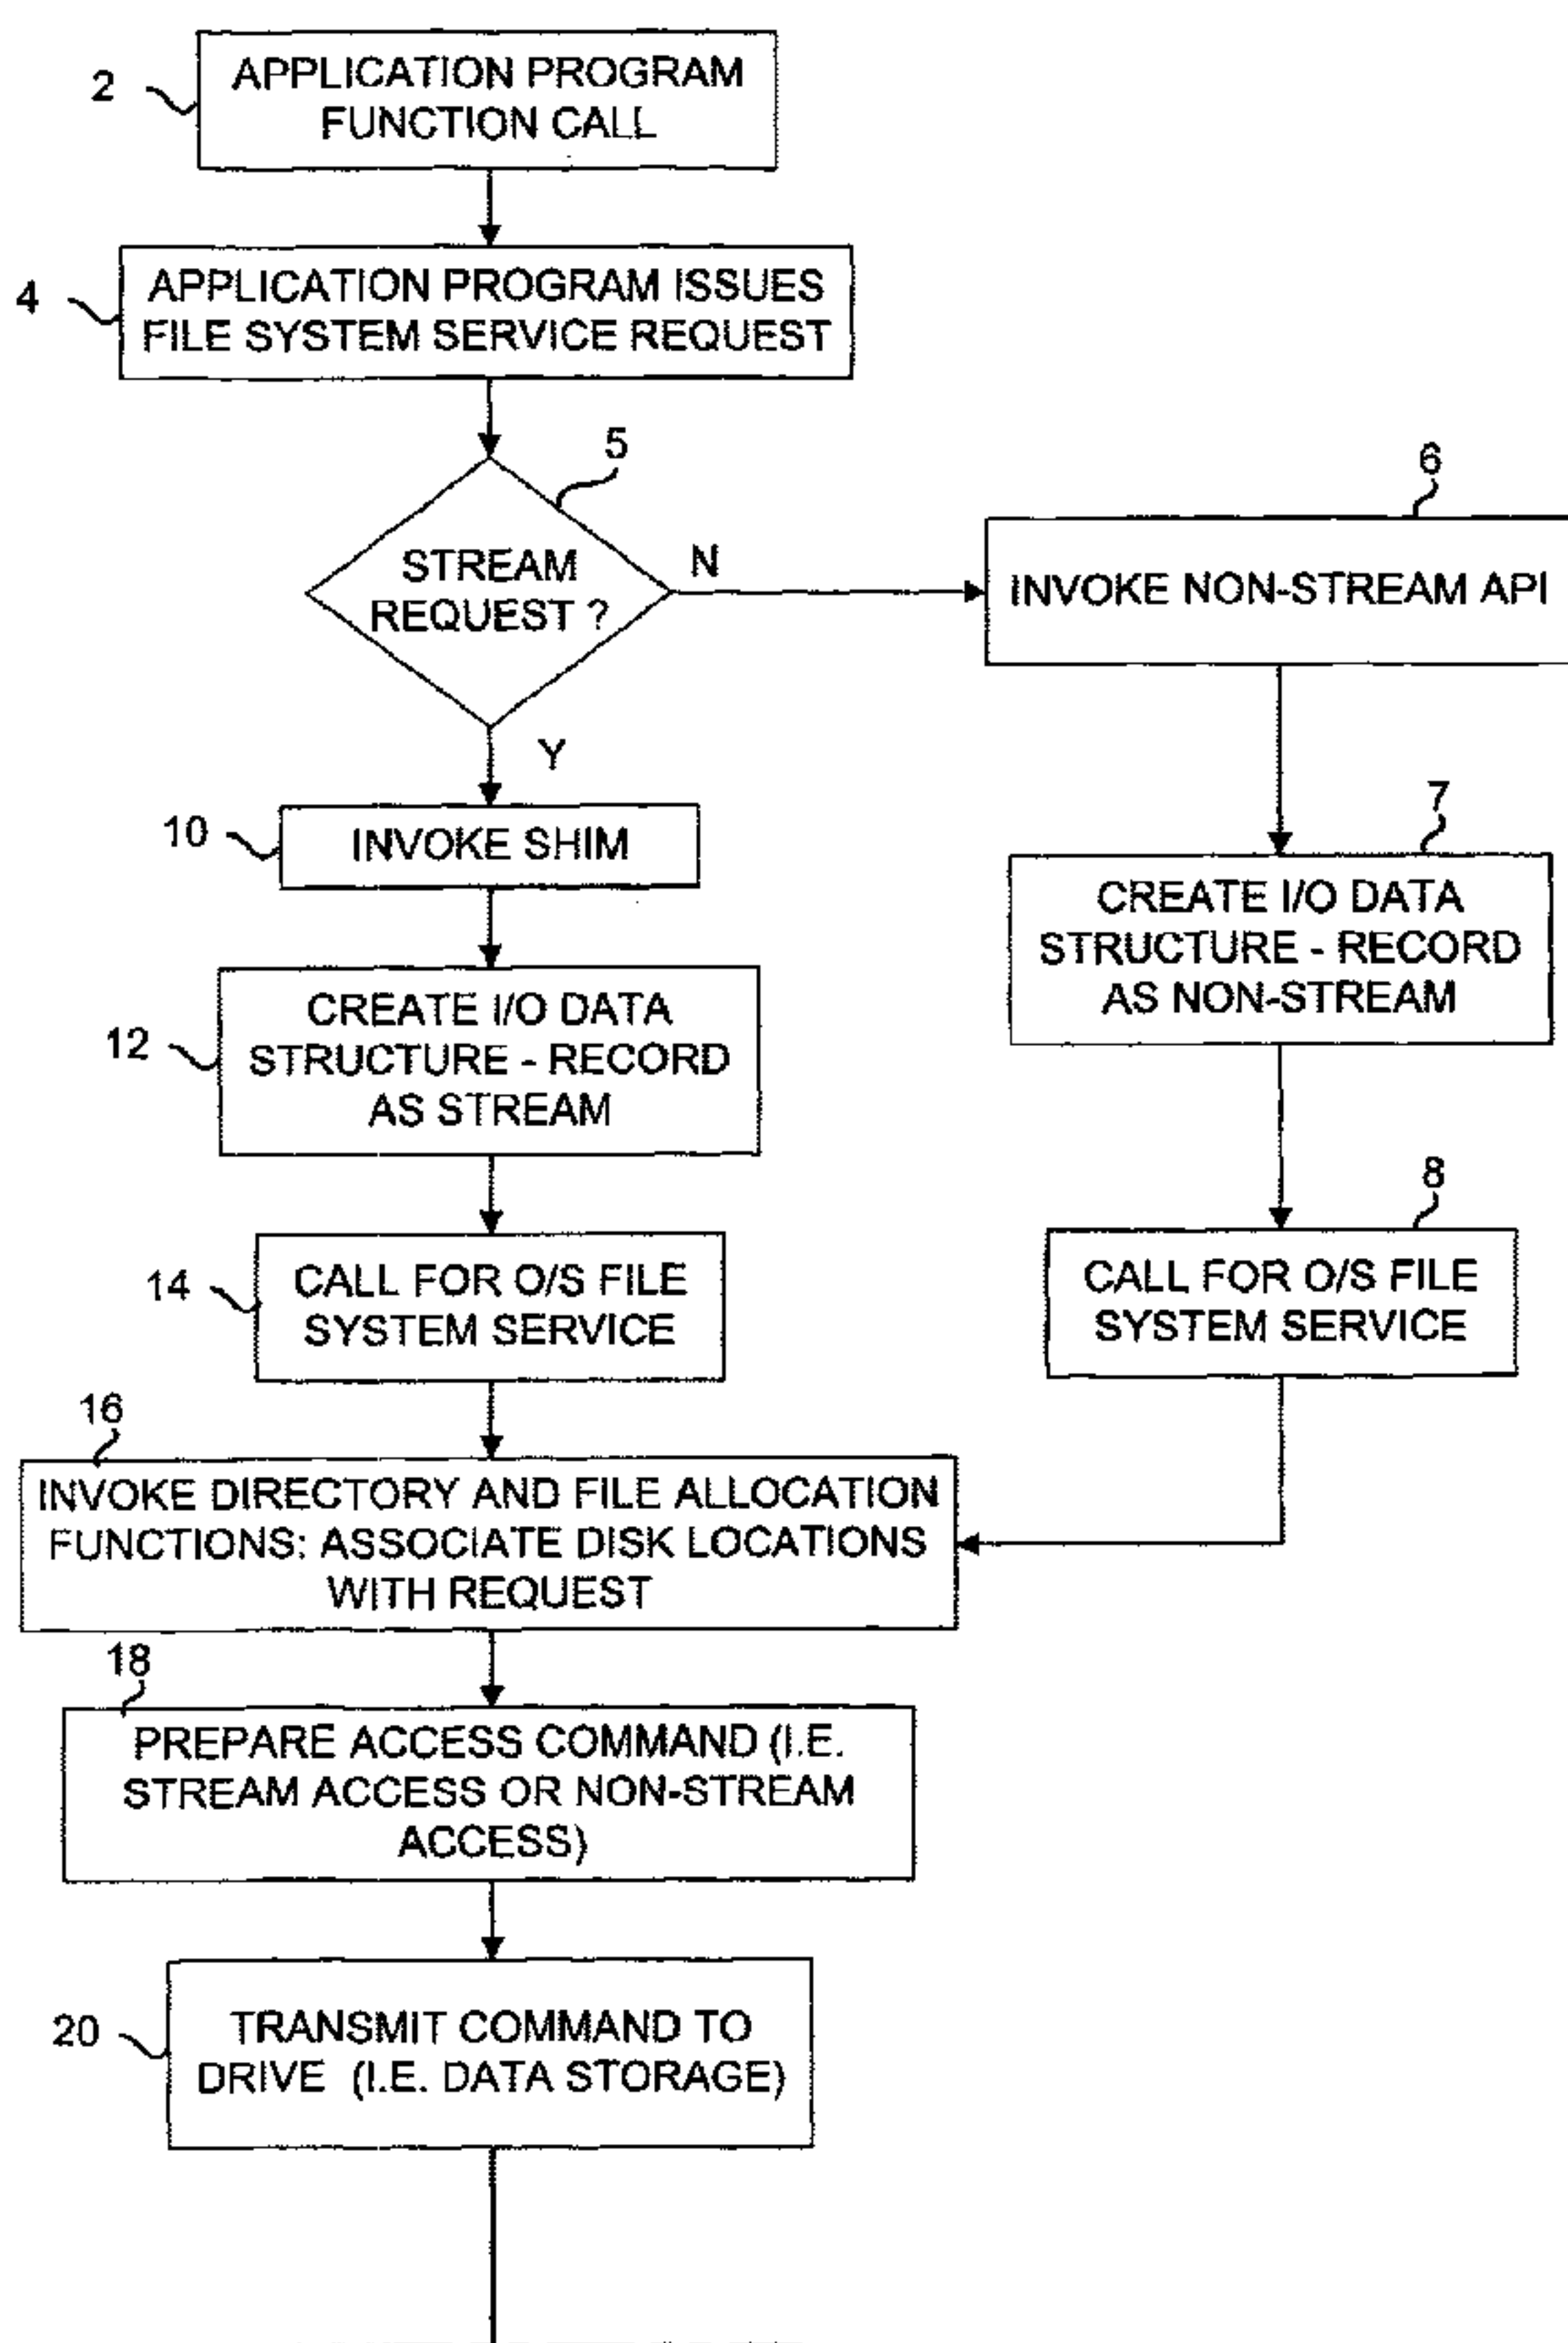 2
APPLICATION PROGRAM
FUNCTION CALL
4
APPLICATION PROGRAM ISSUES
FILE SYSTEM SERVICE REQUEST
5
STREAM
REQUEST ?
N
6
INVOKE NON-STREAM API
Y
10
INVOKE SHIM
7
CREATE I/O DATA
STRUCTURE - RECORD
AS NON-STREAM
12
CREATE I/O DATA
STRUCTURE - RECORD
AS STREAM
8
CALL FOR O/S FILE
SYSTEM SERVICE
14
CALL FOR O/S FILE
SYSTEM SERVICE
16
INVOKE DIRECTORY AND FILE ALLOCATION
FUNCTIONS: ASSOCIATE DISK LOCATIONS
WITH REQUEST
18
PREPARE ACCESS COMMAND (I.E.
STREAM ACCESS OR NON-STREAM
ACCESS)
20
TRANSMIT COMMAND TO
DRIVE (I.E. DATA STORAGE)